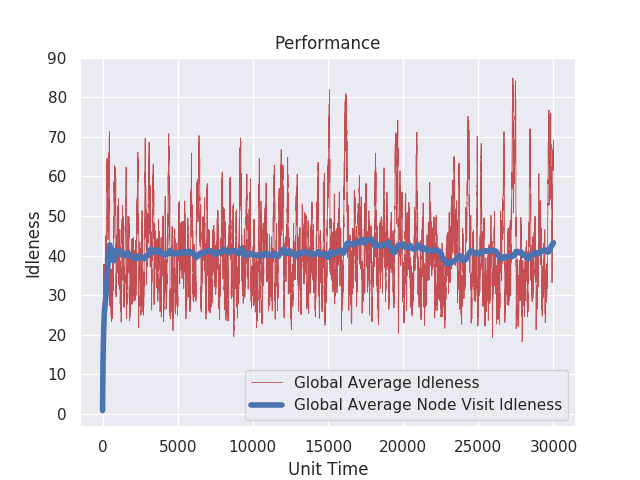 Performance
90
80
70
60
50
40
30
20
10
0
Idleness
Global Average Idleness
Global Average Node Visit Idleness
0 5000 10000 15000 20000 25000 30000
Unit Time